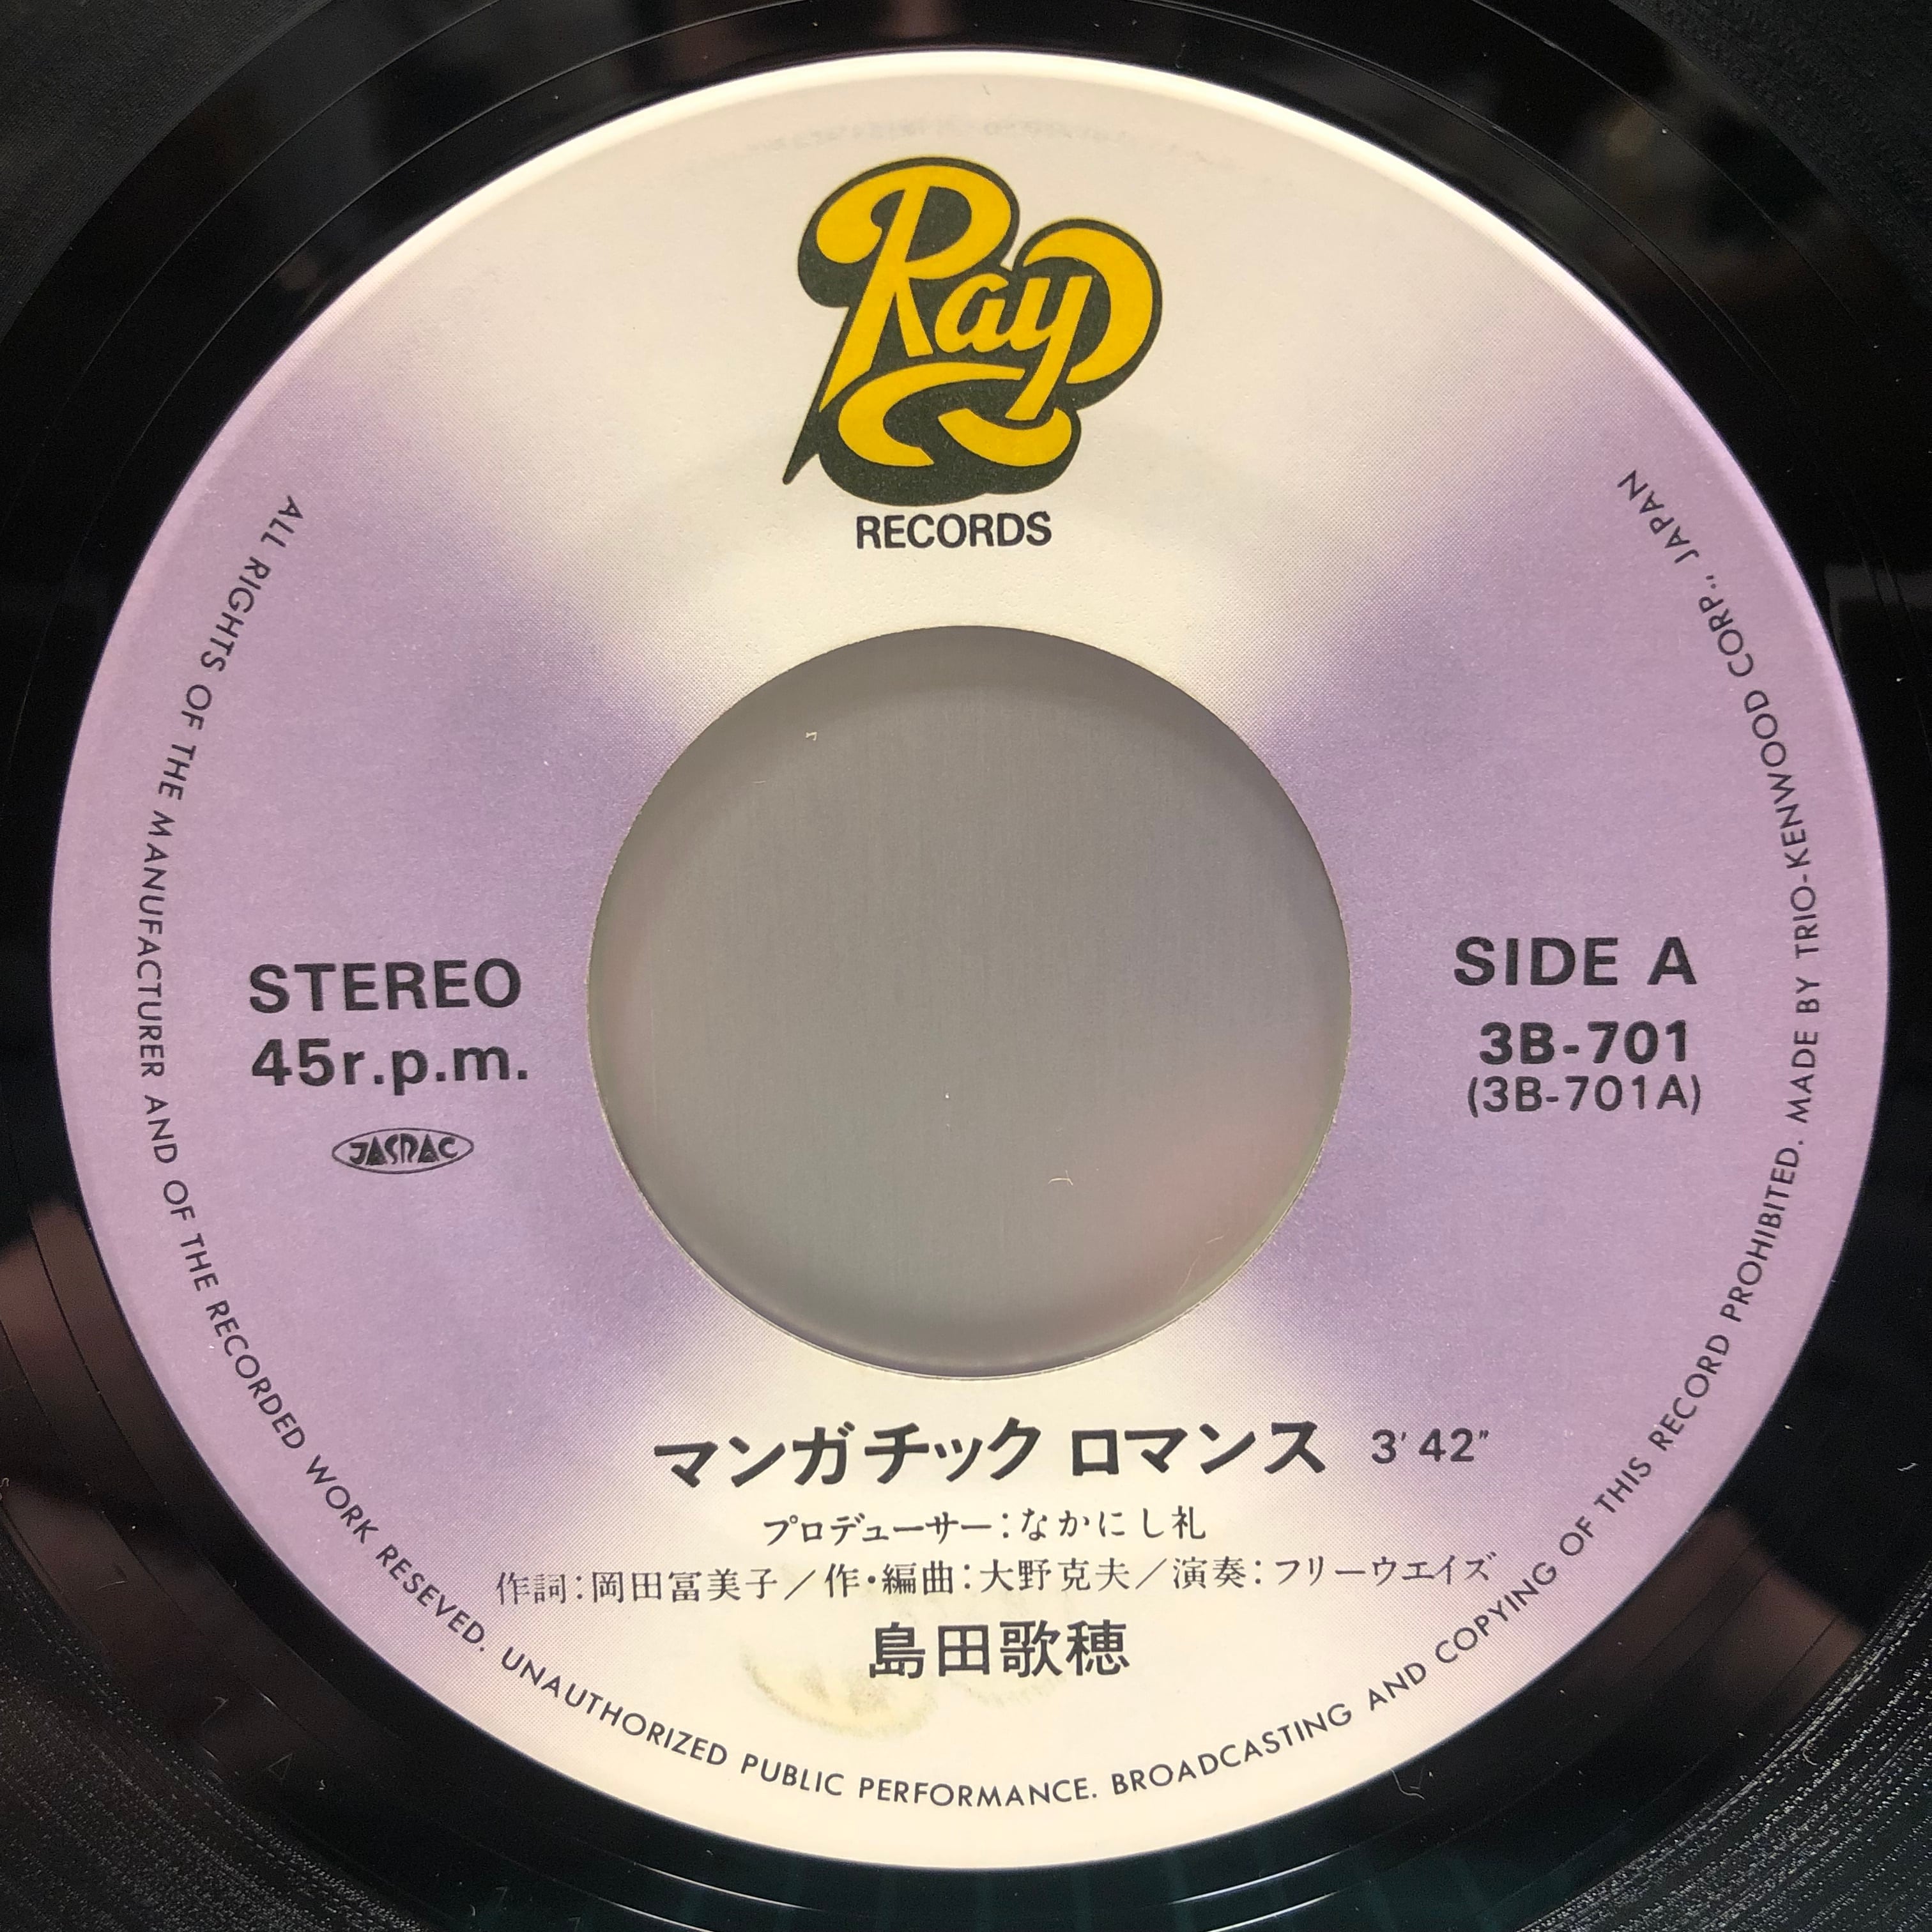 Ray
RECORDS
STEREO
45r.p.m.
JASRAC
SIDE A
3B-701
(3B-701A)
マンガチック ロマンス 3′42″
プロデューサー：なかにし礼
作詞：岡田冨美子／作・編曲：大野克夫／演奏：フリーウエイズ
島田歌穂
ALL RIGHTS OF THE MANUFACTURER AND OF THE RECORDED WORK RESEVED. UNAUTHORIZED PUBLIC PERFORMANCE. BROADCASTING AND COPYING OF THIS RECORD PROHIBITED. MADE BY TRIO-KENWOOD CORP., JAPAN